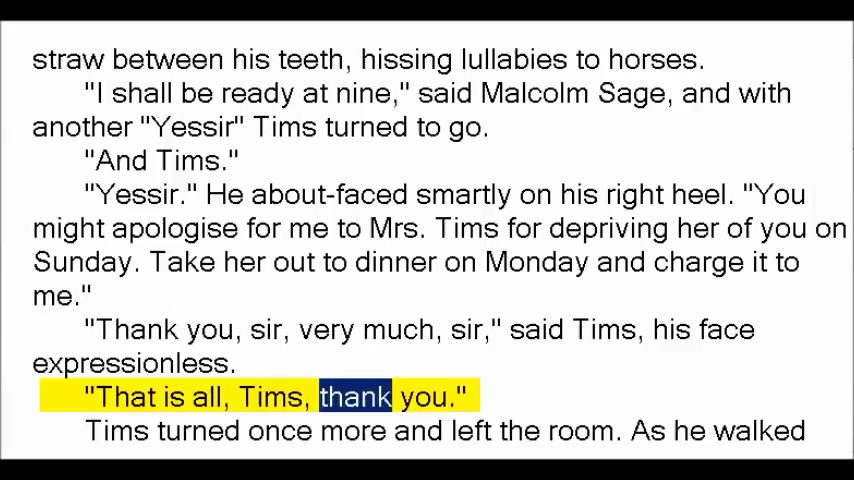 straw between his teeth, hissing lullabies to horses.
"I shall be ready at nine," said Malcolm Sage, and with
another "Yessir" Tims turned to go.
"And Tims."
"Yessir." He about-faced smartly on his right heel. "You
might apologise for me to Mrs. Tims for depriving her of you on
Sunday. Take her out to dinner on Monday and charge it to
me."
"Thank you, sir, very much, sir," said Tims, his face
expressionless.
"That is all, Tims, thank you."
Tims turned once more and left the room. As he walked